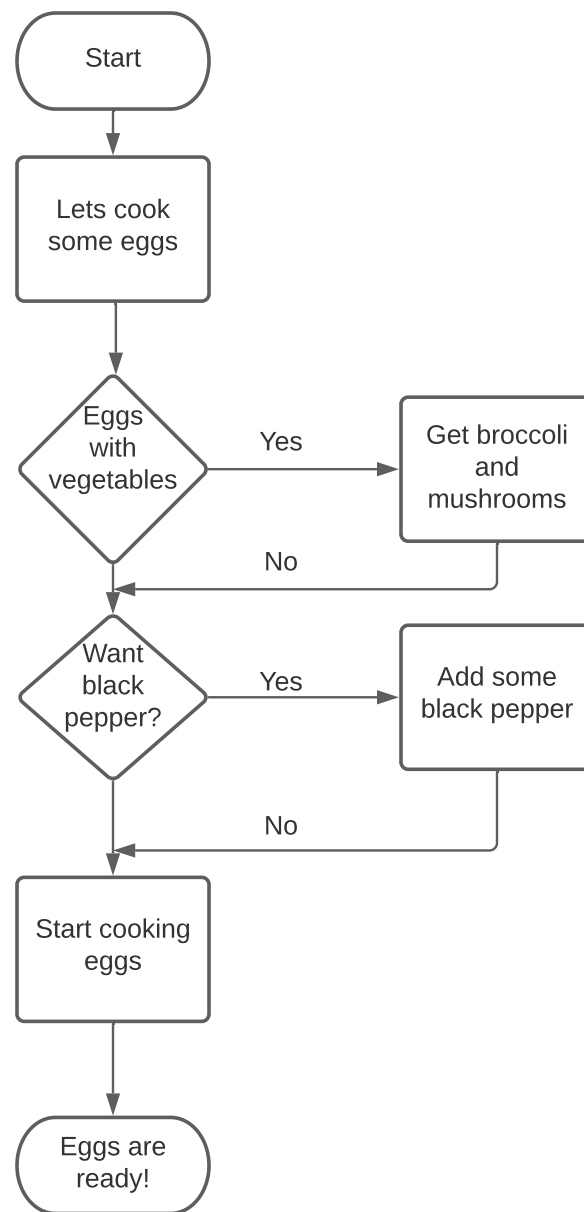 Start
Lets cook
some eggs
Eggs
with
vegetables
Yes
Get broccoli
and
mushrooms
No
Want
black
pepper?
Yes
Add some
black pepper
No
Start cooking
eggs
Eggs are
ready!